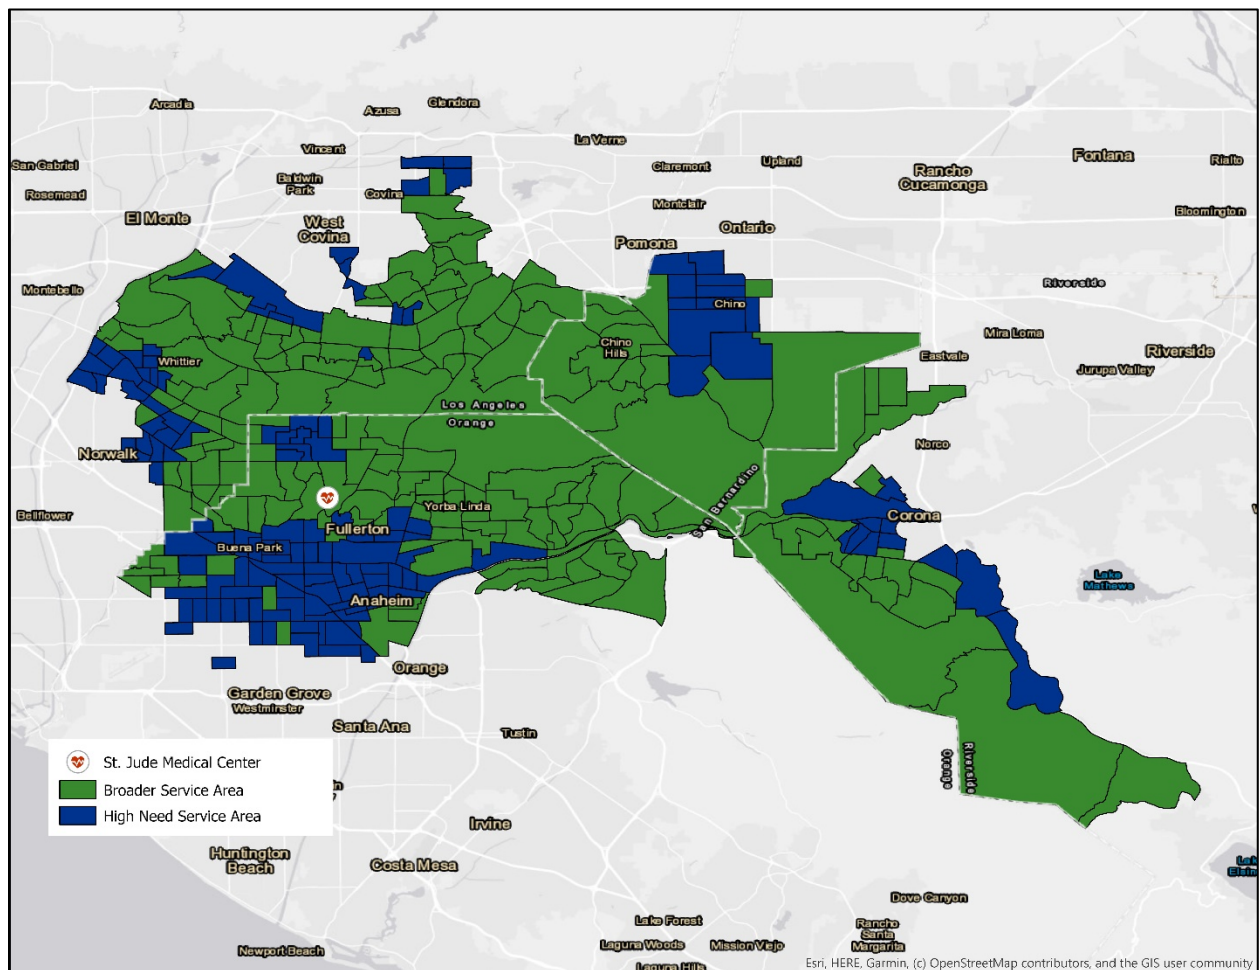 Arcadia
Azusa
Glendora
San Gabriel
Vincent
La Verne
Claremont
Upland
Fontana
Rialto
Rosemead
Baldwin
Park
Covina
Rancho
Cucamonga
Montclair
El Monte
West
Covina
Bloomington
Ontario
Pomona
Montebello
Riverside
Chino
Mira Loma
Chino
Hills
Whittier
Eastvale
Riverside
Jurupa Valley
Los Angeles
Orange
Norwalk
Norco
Bellflower
Yorba Linda
San Bernardino
Corona
Fullerton
Buena Park
Lake
Mathews
Anaheim
Orange
Garden Grove
Westminster
Santa Ana
Tustin
Orange
Riverside
St. Jude Medical Center
Broader Service Area
High Need Service Area
Irvine
Huntington
Beach
Costa Mesa
Dove Canyon
Lake Forest
Rancho
Santa
Margarita
Newport Beach
Laguna Woods
Mission Viejo
Laguna Hills
Esri, HERE, Garmin, (c) OpenStreetMap contributors, and the GIS user community